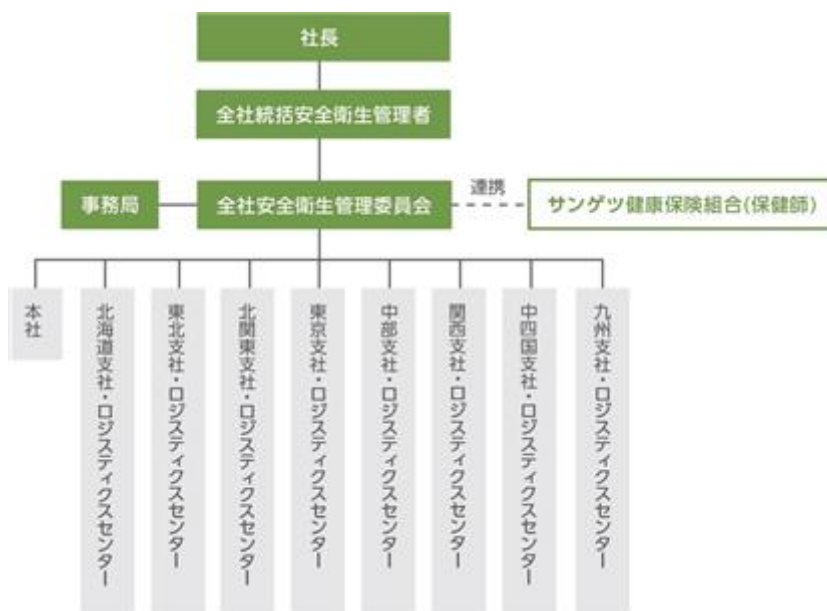 社長
全社統括安全衛生管理者
事務局
全社安全衛生管理委員会
連携
サンゲツ健康保険組合(保健師)
本社
北海道支社・ロジスティクスセンター
東北支社・ロジスティクスセンター
北関東支社・ロジスティクスセンター
東京支社・ロジスティクスセンター
中部支社・ロジスティクスセンター
関西支社・ロジスティクスセンター
中四国支社・ロジスティクスセンター
九州支社・ロジスティクスセンター